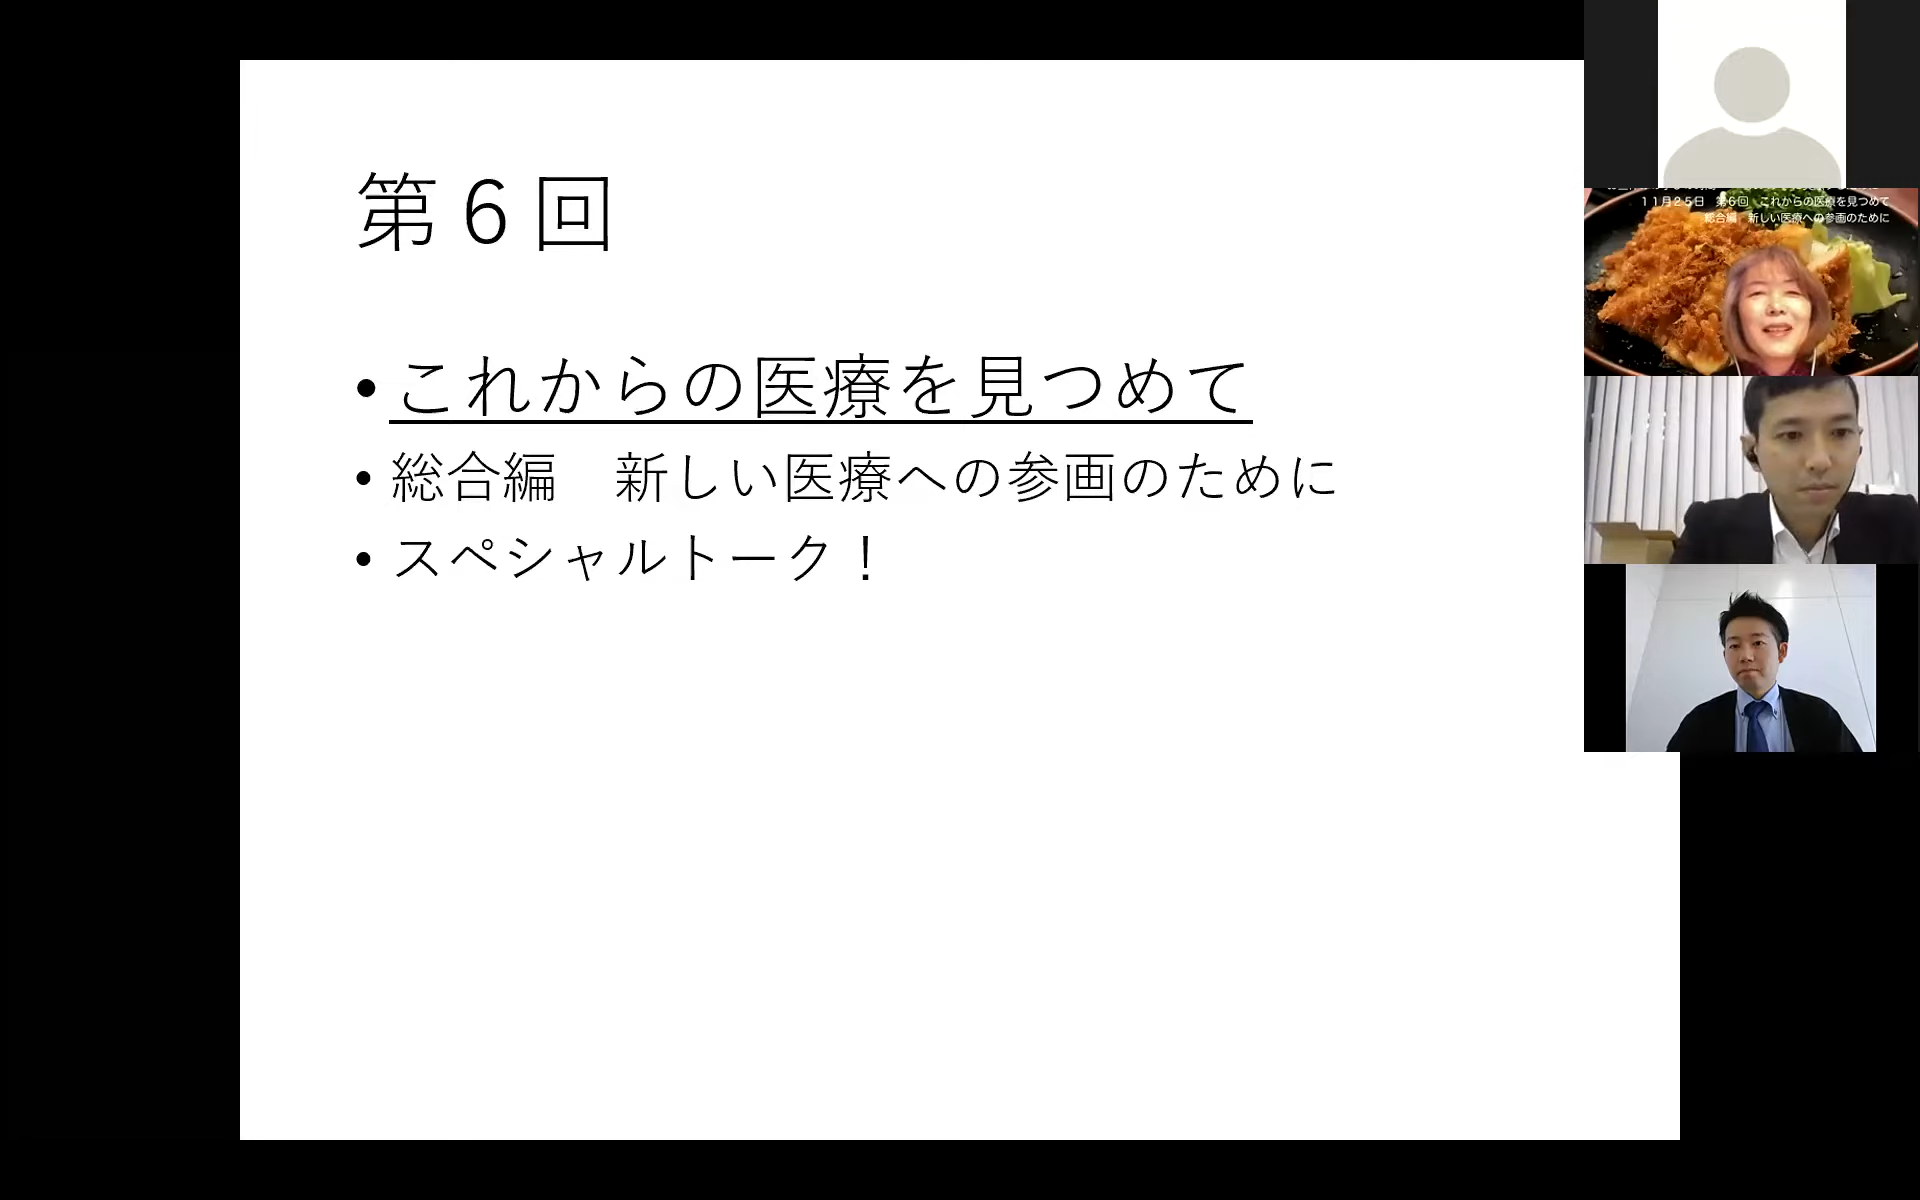 第６回
• これからの医療を見つめて
• 総合編　新しい医療への参画のために
• スペシャルトーク！
１１月２５日　第６回　これからの医療を見つめて
総合編　新しい医療への参画のために